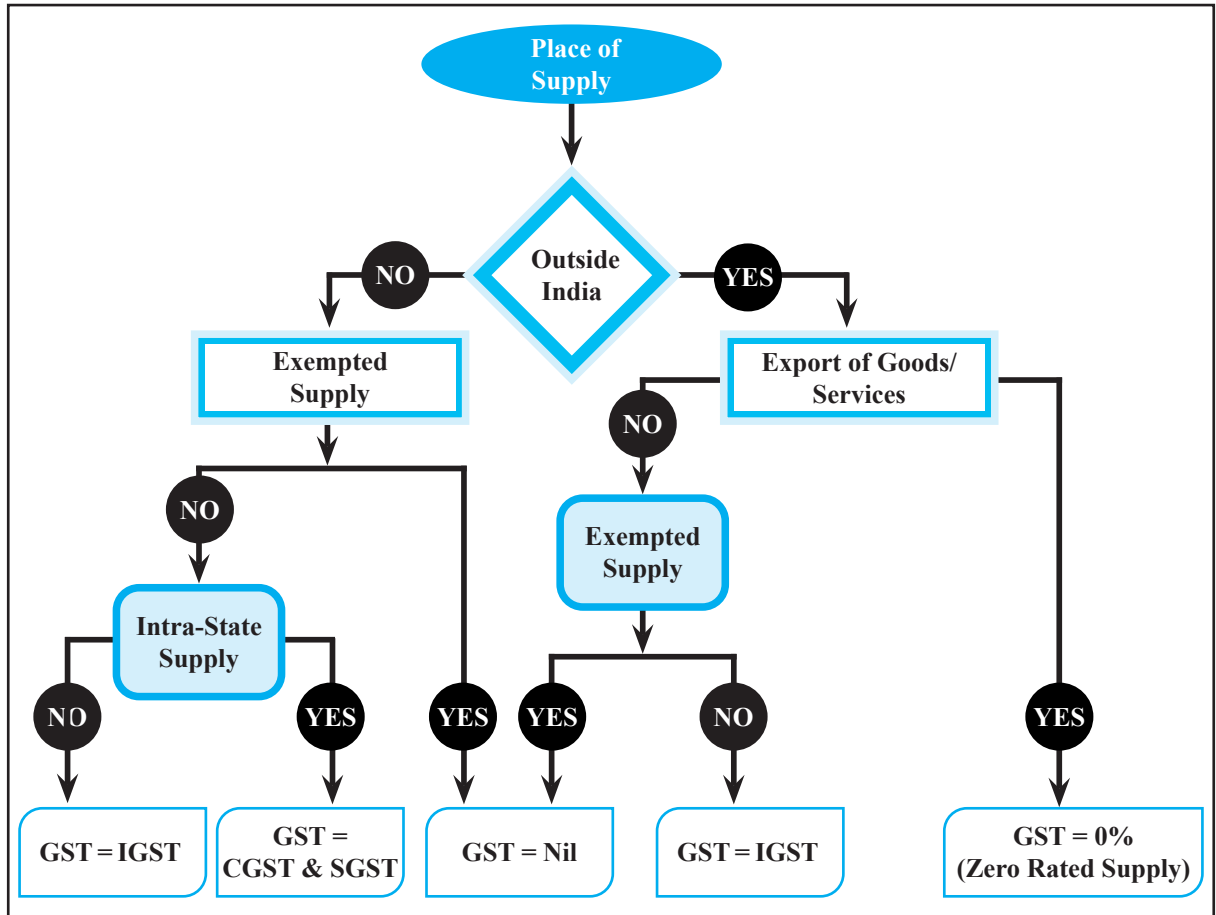 Place of
Supply
Outside
India
NO
YES
Exempted
Supply
Export of Goods/
Services
NO
NO
Exempted
Supply
Intra-State
Supply
NO
YES
YES
YES
NO
YES
GST = IGST
GST =
CGST & SGST
GST = Nil
GST = IGST
GST = 0%
(Zero Rated Supply)